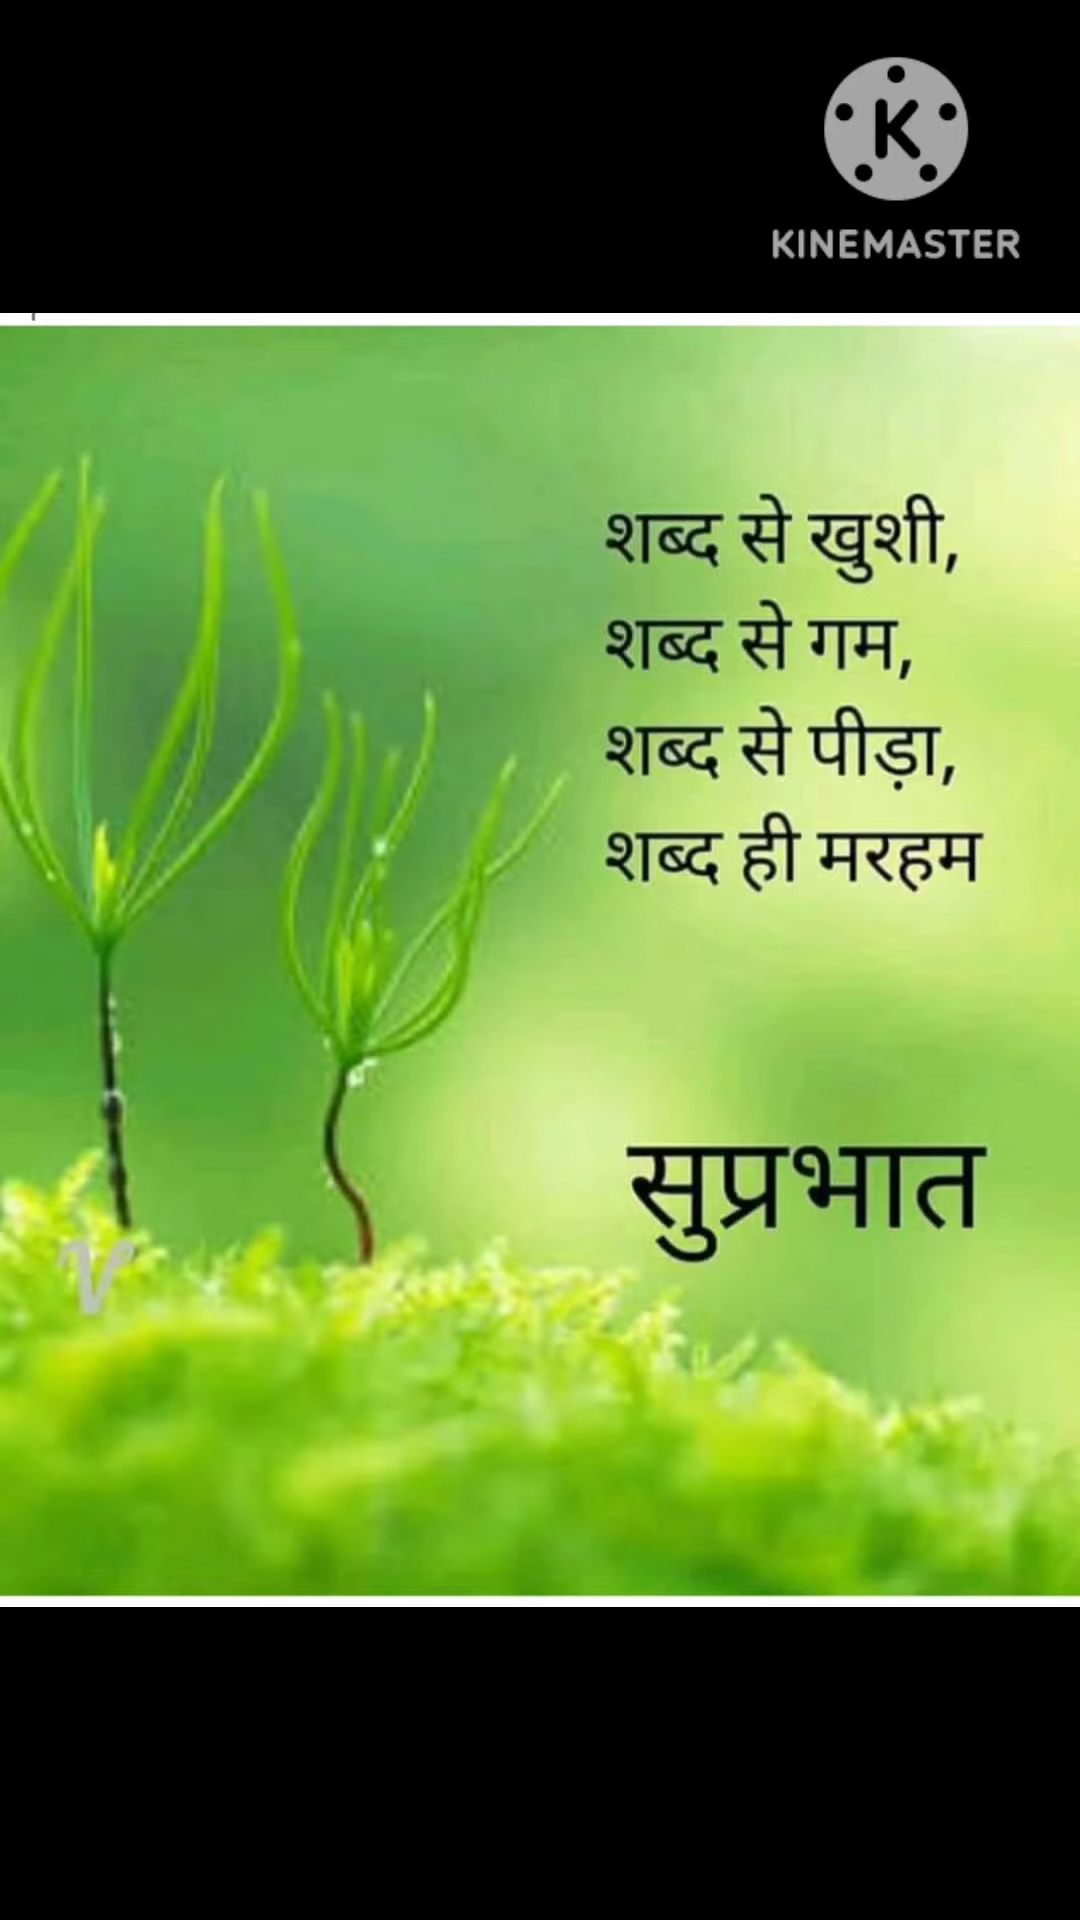 KINEMASTER
शब्द से खुशी,
शब्द से गम,
शब्द से पीड़ा,
शब्द ही मरहम
सुप्रभात
V